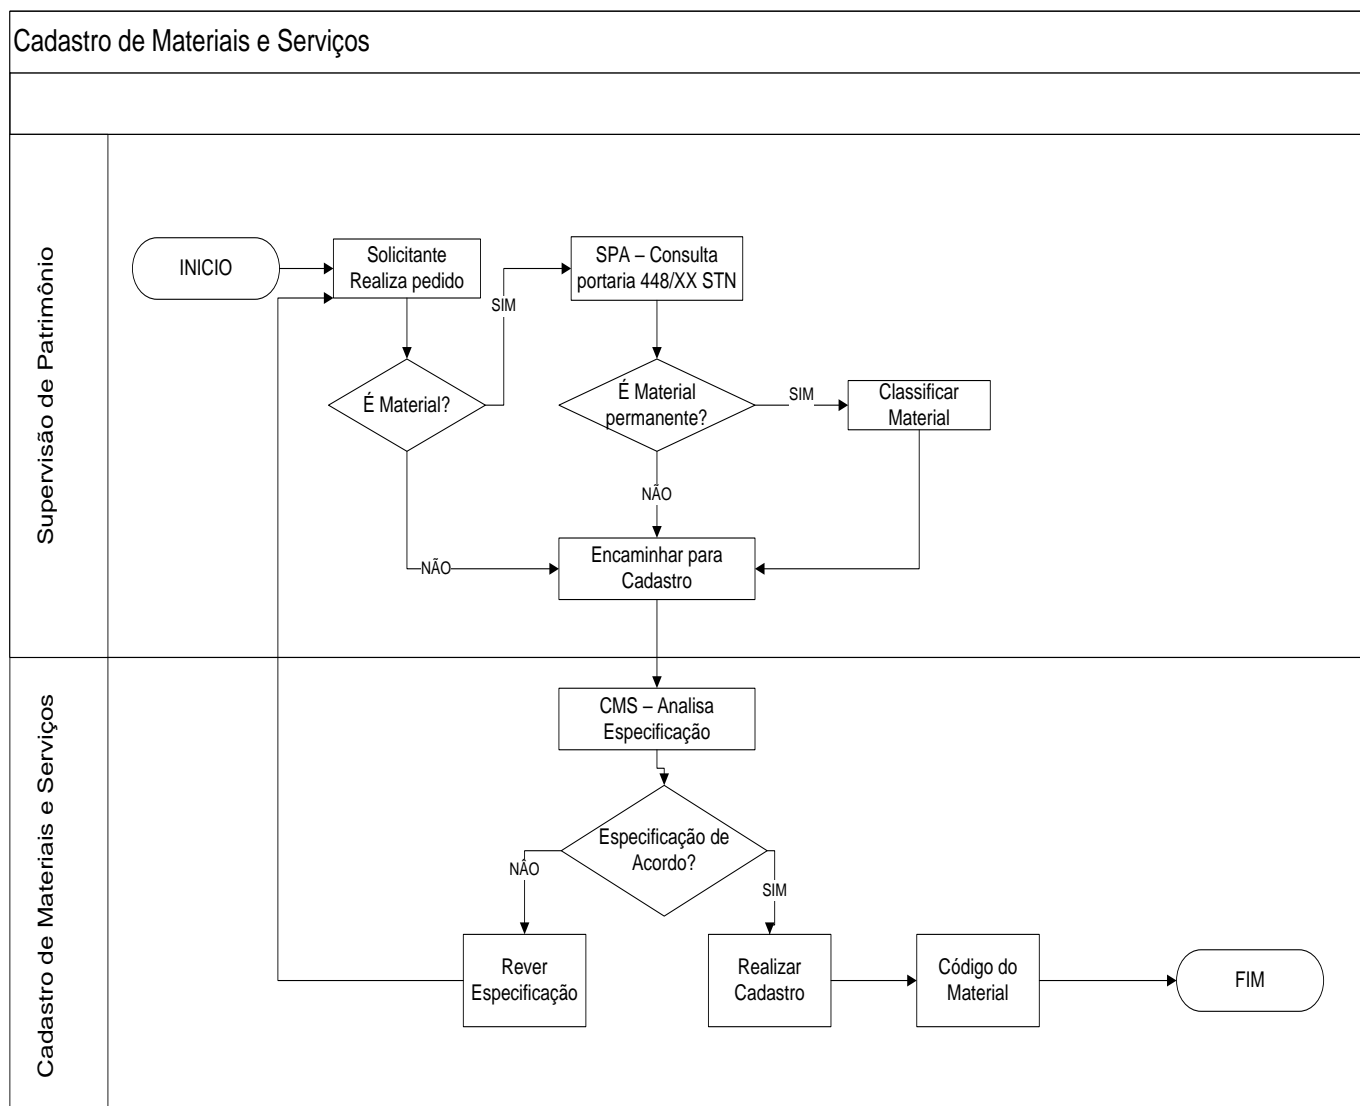 Cadastro de Materiais e Serviços
Supervisão de Patrimônio
INICIO
Solicitante
Realiza pedido
SIM
SPA – Consulta
portaria 448/XX STN
É Material?
É Material
permanente?
SIM
Classificar
Material
NÃO
NÃO
Encaminhar para
Cadastro
Cadastro de Materiais e Serviços
CMS – Analisa
Especificação
Especificação de
Acordo?
NÃO
SIM
Rever
Especificação
Realizar
Cadastro
Código do
Material
FIM